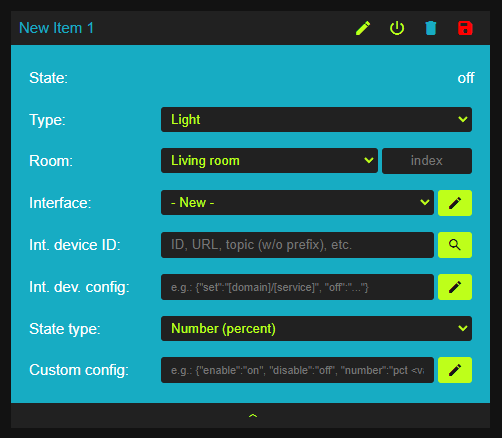 New Item 1
State: off
Type: Light
Room: Living room index
Interface: - New -
Int. device ID: ID, URL, topic (w/o prefix), etc.
Int. dev. config: e.g.: {"set":"[domain]/[service]", "off":"..."}
State type: Number (percent)
Custom config: e.g.: {"enable":"on", "disable":"off", "number":"pct <va